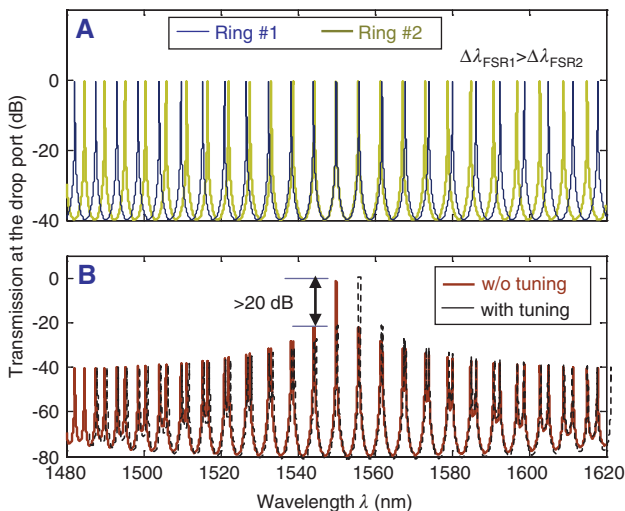 A
Ring #1
Ring #2
Δλ_FSR1>Δλ_FSR2
Transmission at the drop port (dB)
0
-20
-40
B
w/o tuning
with tuning
>20 dB
0
-20
-40
-60
-80
1480
1500
1520
1540
1560
1580
1600
1620
Wavelength λ (nm)